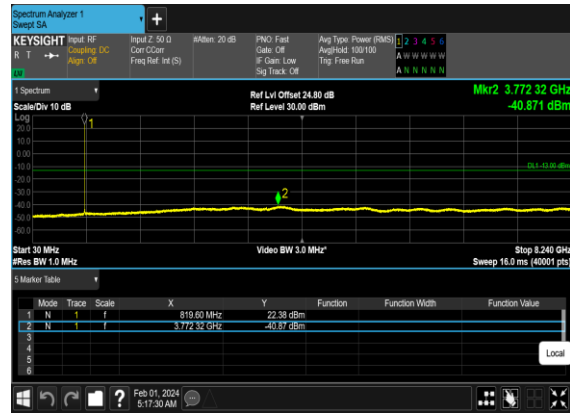 Spectrum Analyzer 1
Swept SA
+
KEYSIGHT Input: RF Input Z: 50 Ω #Atten: 20 dB PNO: Fast Avg Type: Power (RMS) 1 2 3 4 5 6
R T Coupling: DC Corr CCorr Gate: Off Avg|Hold: 100/100 A W W W W W
Align: Off Freq Ref: Int (S) IF Gain: Low Trig: Free Run
LW Sig Track: Off A N N N N N
1 Spectrum Ref Lvl Offset 24.80 dB Mkr2 3.772 32 GHz
Scale/Div 10 dB Ref Level 30.00 dBm -40.871 dBm
Log
20.0
10.0
0.00
-10.0
-20.0
-30.0
-40.0
-50.0
-60.0
1
DL1 -13.00 dBm
2
Start 30 MHz Video BW 3.0 MHz* Stop 8.240 GHz
#Res BW 1.0 MHz Sweep 16.0 ms (40001 pts)
5 Marker Table
Mode Trace Scale X Y Function Function Width Function Value
1 N 1 f 819.60 MHz 22.38 dBm
2 N 1 f 3.772 32 GHz -40.87 dBm
3
4
5
6
Local
? Feb 01, 2024
5:17:30 AM